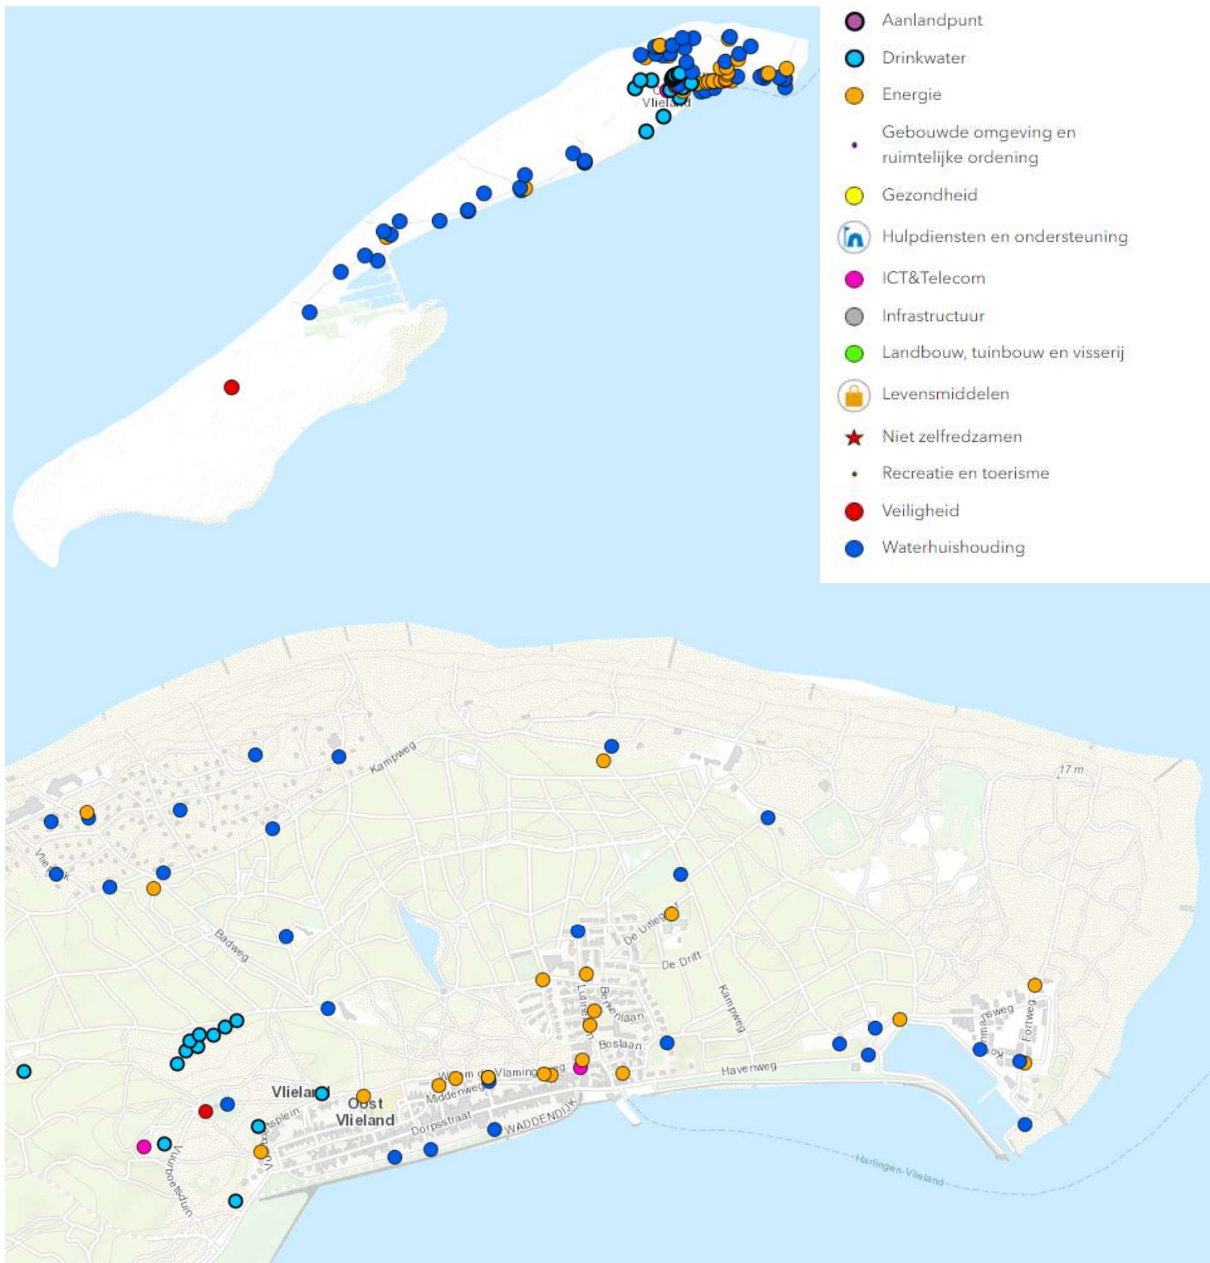 Aanlandpunt
Drinkwater
Energie
Gebouwde omgeving en
ruimtelijke ordening
Gezondheid
Hulpdiensten en ondersteuning
ICT&Telecom
Infrastructuur
Landbouw, tuinbouw en visserij
Levensmiddelen
Niet zelfredzamen
Recreatie en toerisme
Veiligheid
Waterhuishouding
Vlieland
Kampweg
17 m
Badweg
De Uitlegger
De Drift
Kampweg
Berkenlaan
Boslaan
Fortweg
Havenweg
Middenweg
Vlieland
Oost
Vlieland
Dorpsstraat
WADDENDIJK
Vuurboetsduin
Harlingen-Vlieland